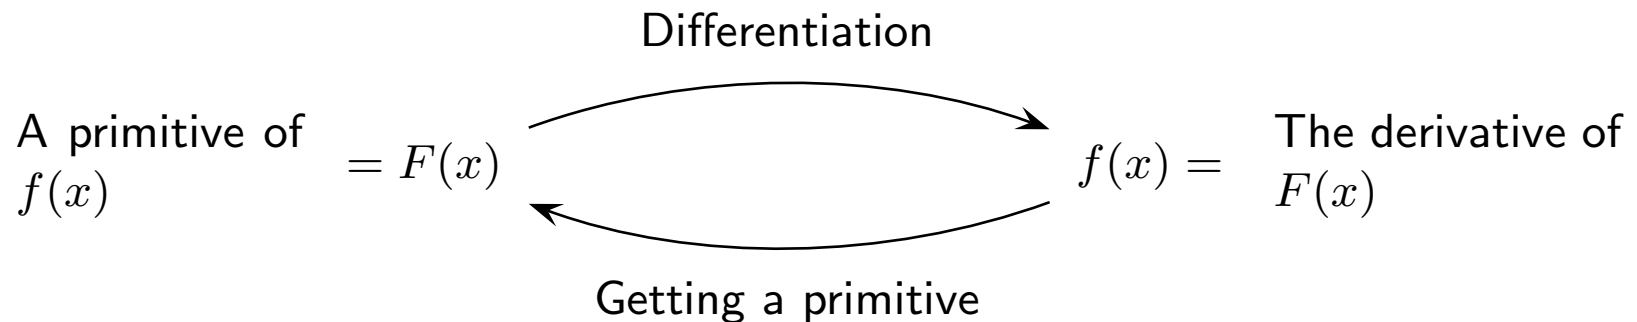 Differentiation
A primitive of
f(x)
= F(x)
f(x) =
The derivative of
F(x)
Getting a primitive